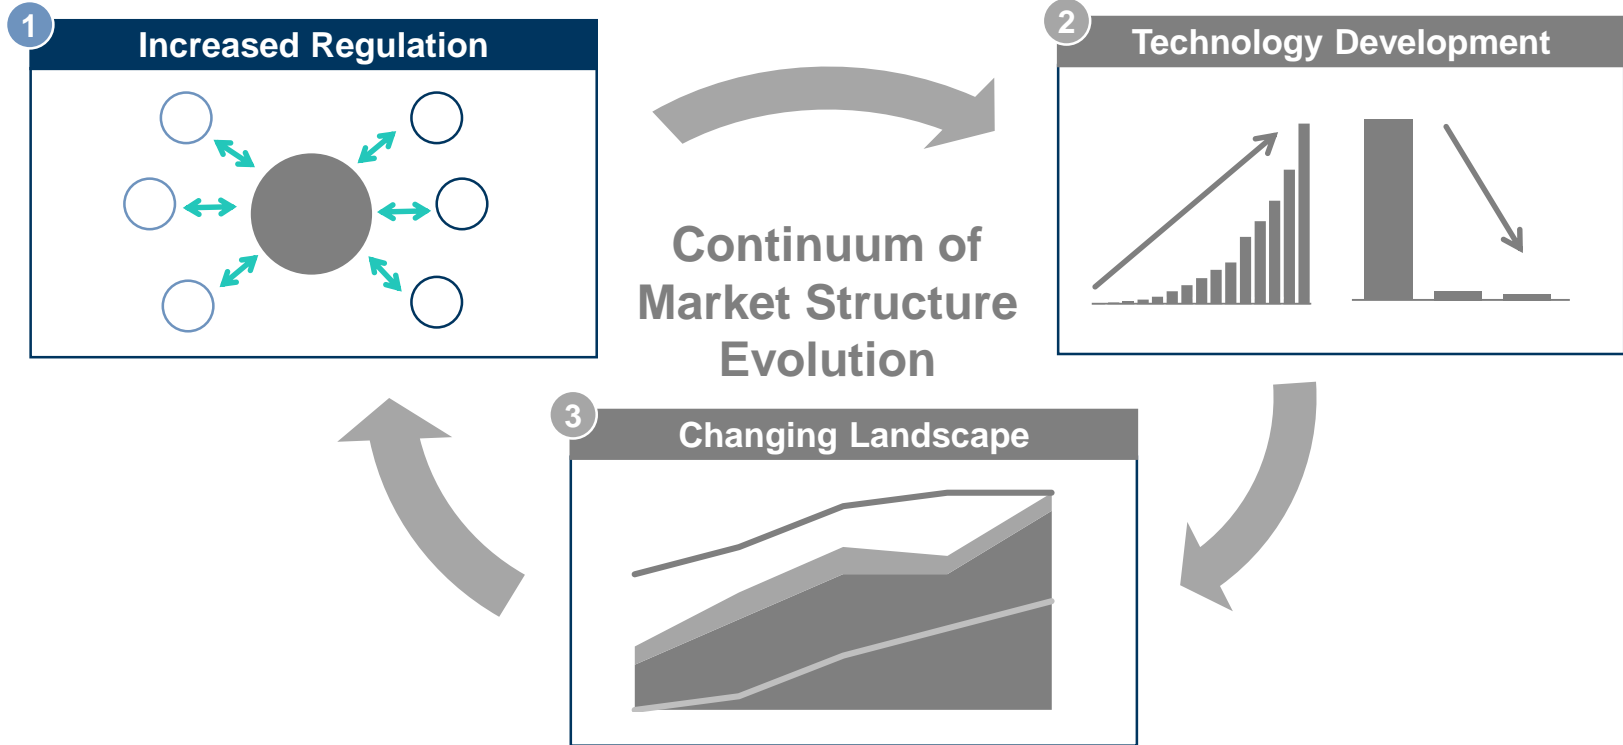 1
Increased Regulation
2
Technology Development
Continuum of
Market Structure
Evolution
3
Changing Landscape